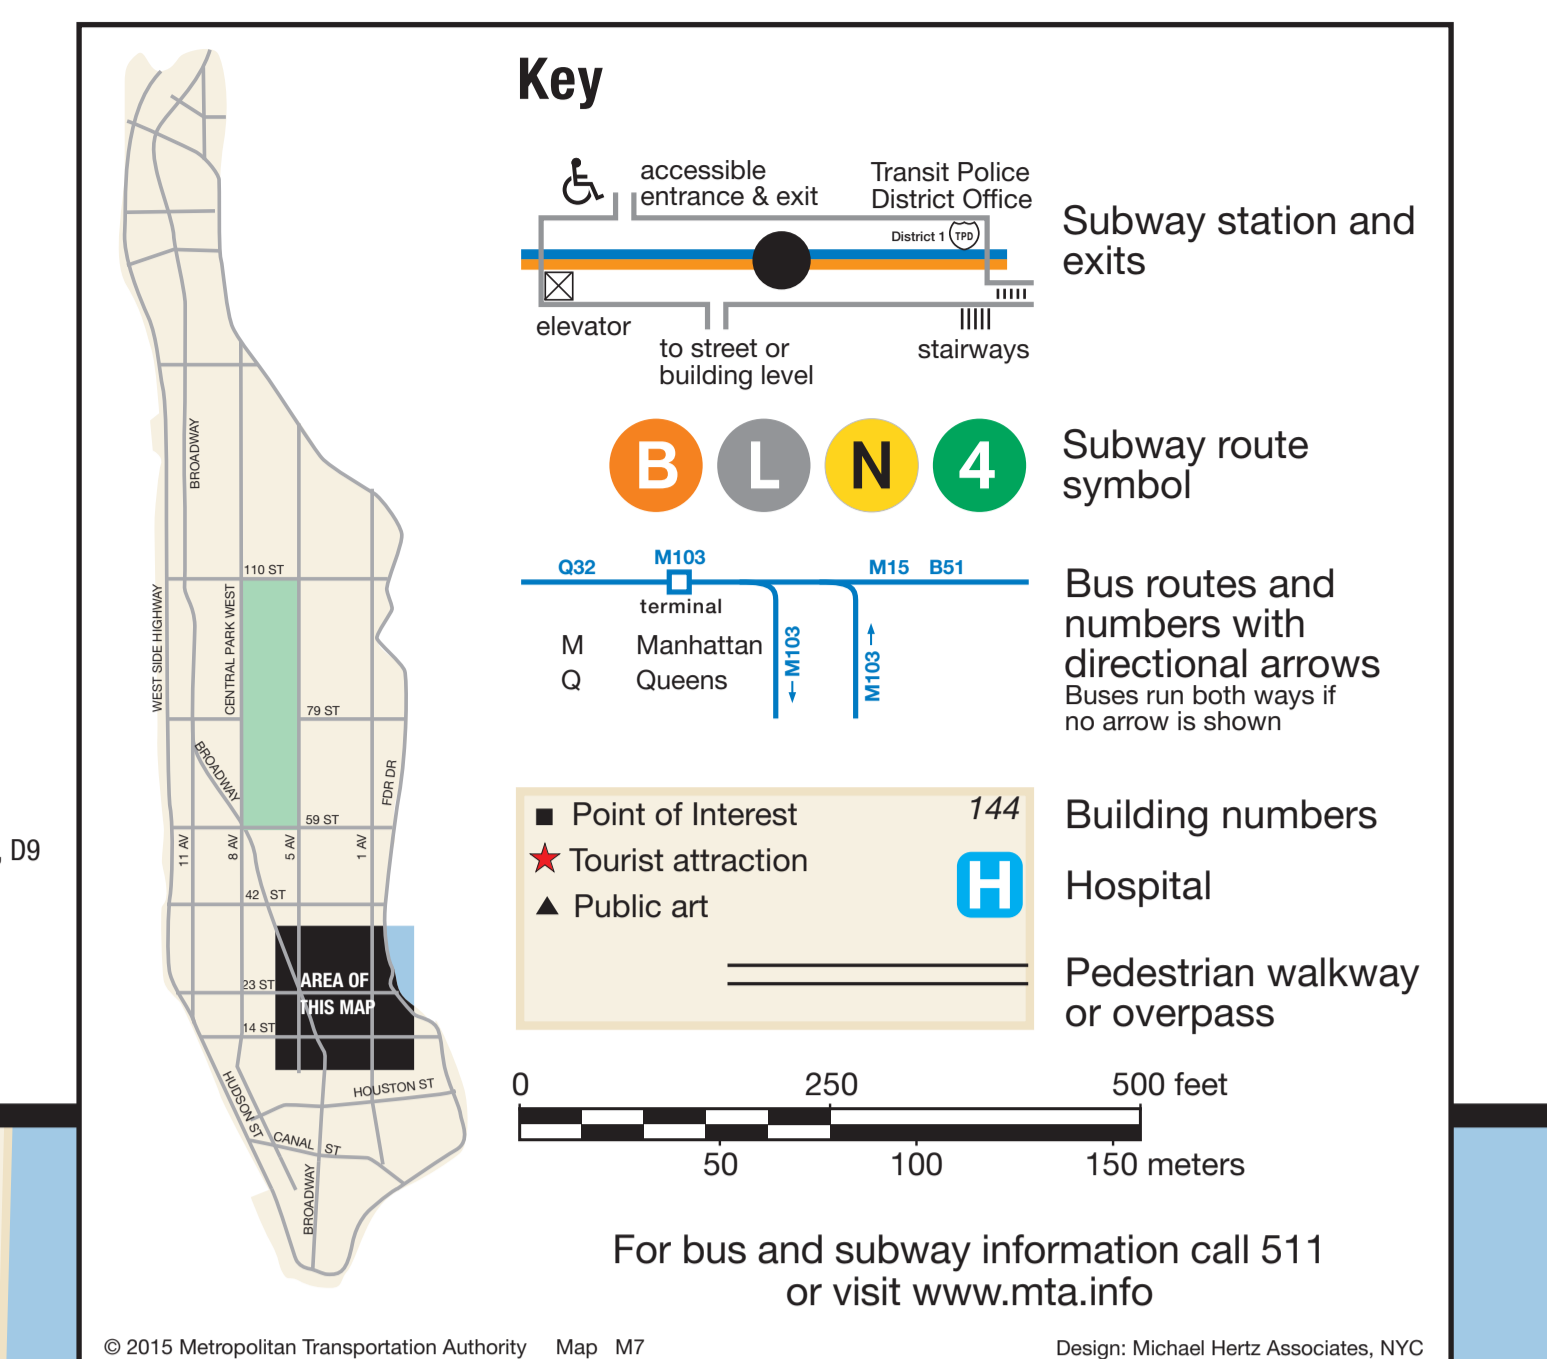 Key
accessible
entrance & exit
Transit Police
District Office
District 1
TPD
elevator
to street or
building level
stairways
Subway station and
exits
B L N 4
Subway route
symbol
Q32
M103
M15 B51
terminal
M Manhattan
Q Queens
M103
M103
Bus routes and
numbers with
directional arrows
Buses run both ways if
no arrow is shown
Point of Interest
Tourist attraction
Public art
144
H
Building numbers
Hospital
Pedestrian walkway
or overpass
0 250 500 feet
50 100 150 meters
For bus and subway information call 511
or visit www.mta.info
BROADWAY
110 ST
WEST SIDE HIGHWAY
CENTRAL PARK WEST
79 ST
BROADWAY
FDR DR
59 ST
11 AV
8 AV
5 AV
1 AV
42 ST
23 ST
AREA OF
THIS MAP
14 ST
HUDSON ST
HOUSTON ST
CANAL ST
BROADWAY
, D9
© 2015 Metropolitan Transportation Authority Map M7
Design: Michael Hertz Associates, NYC